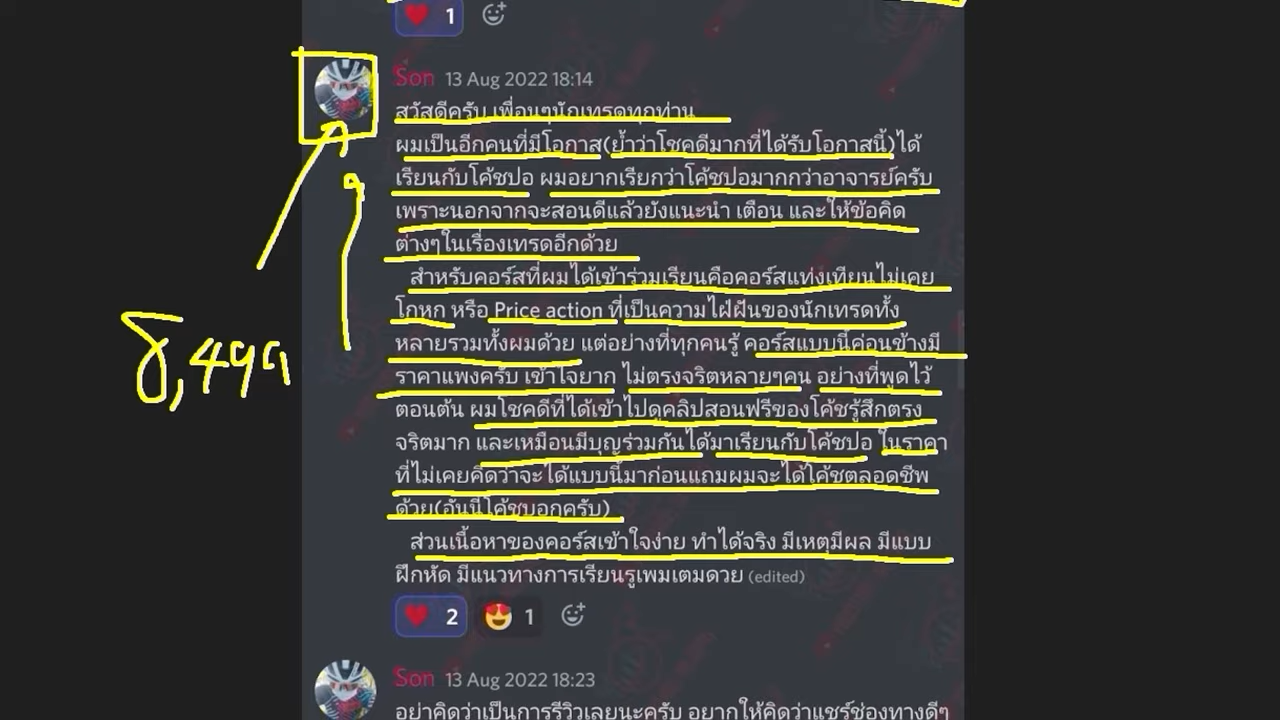 1
Son 13 Aug 2022 18:14
สวัสดีครับ เพื่อนๆนักเทรดทุกท่าน
ผมเป็นอีกคนที่มีโอกาส(ย้ำว่าโชคดีมากที่ได้รับโอกาสนี้)ได้
เรียนกับโค้ชปอ ผมอยากเรียกว่าโค้ชปอมากกว่าอาจารย์ครับ
เพราะนอกจากจะสอนดีแล้วยังแนะนำ เตือน และให้ข้อคิด
ต่างๆในเรื่องเทรดอีกด้วย
สำหรับคอร์สที่ผมได้เข้าร่วมเรียนคือคอร์สแท่งเทียนไม่เคย
โกหก หรือ Price action ที่เป็นความใฝ่ฝันของนักเทรดทั้ง
หลายรวมทั้งผมด้วย แต่อย่างที่ทุกคนรู้ คอร์สแบบนี้ค่อนข้างมี
ราคาแพงครับ เข้าใจยาก ไม่ตรงจริตหลายๆคน อย่างที่พูดไว้
ตอนต้น ผมโชคดีที่ได้เข้าไปดูคลิปสอนฟรีของโค้ชรู้สึกตรง
จริตมาก และเหมือนมีบุญร่วมกันได้มาเรียนกับโค้ชปอ ในราคา
ที่ไม่เคยคิดว่าจะได้แบบนี้มาก่อนแถมผมจะได้โค้ชตลอดชีพ
ด้วย(อันนี้โค้ชบอกครับ)
ส่วนเนื้อหาของคอร์สเข้าใจง่าย ทำได้จริง มีเหตุมีผล มีแบบ
ฝึกหัด มีแนวทางการเรียนรู้เพิ่มเติมด้วย (edited)
2 1
Son 13 Aug 2022 18:23
อย่าคิดว่าเป็นการรีวิวเลยนะครับ อยากให้คิดว่าแชร์ช่องทางดีๆ